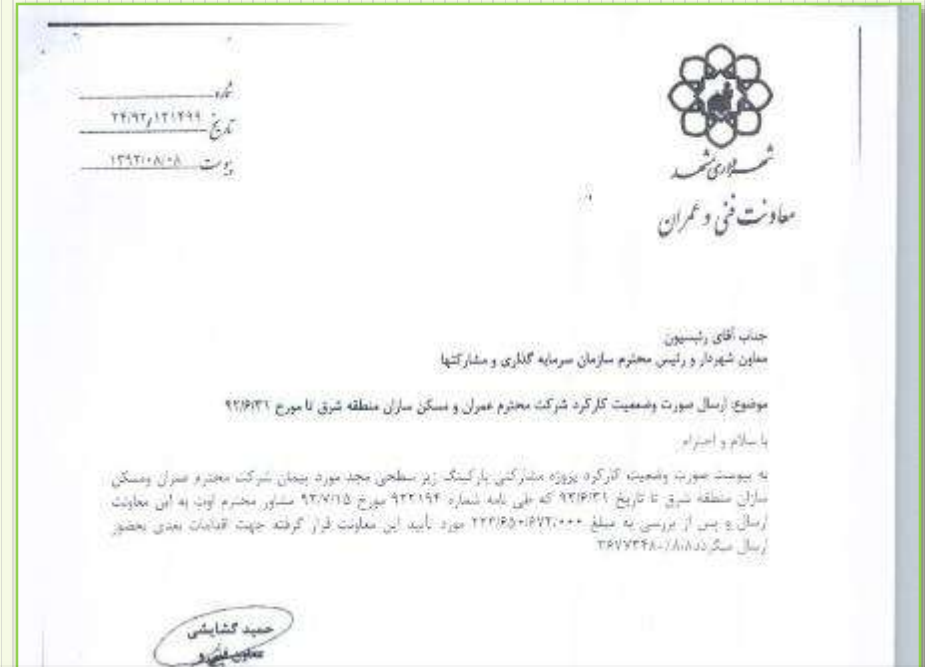 شماره
تاریخ ۲۴/۹۲/۱۲۱۴۹۹
پیوست ۱۳۹۲/۰۸/۰۸
شهرداری مشهد
معاونت فنی و عمران
جناب آقای رئیسیون
معاون شهردار و رئیس محترم سازمان سرمایه گذاری و مشارکتها
موضوع: ارسال صورت وضعیت کارکرد شرکت محترم عمران و مسکن سازان منطقه شرق تا مورخ ۹۲/۶/۳۱
با سلام و احترام
به پیوست صورت وضعیت کارکرد پروژه مشارکتی پارکینگ زیر سطحی مجد مورد پیمان شرکت محترم عمران ومسکن
سازان منطقه شرق تا تاریخ ۹۲/۶/۳۱ که طی نامه شماره ۹۲۲۱۹۴ مورخ ۹۲/۷/۱۵ مشاور محترم اوت به این معاونت
ارسال و پس از بررسی به مبلغ ۲۲۲/۶۵۰/۶۷۲/۰۰۰ مورد تأیید این معاونت قرار گرفته جهت اقدامات بعدی بحضور
ارسال میگردد
حمید گشایشی
معاون فنی و